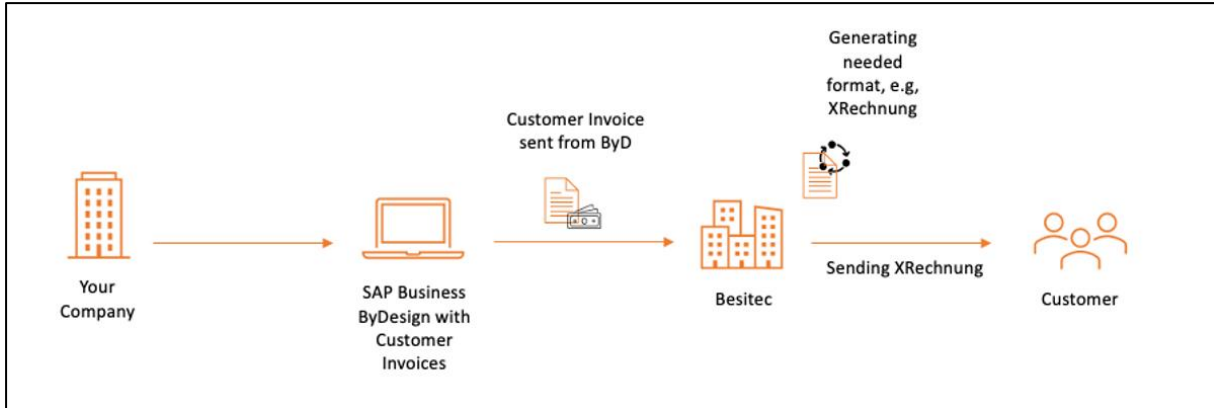 Generating
needed
format, e.g,
XRechnung
Customer Invoice
sent from ByD
Your
Company
SAP Business
ByDesign with
Customer
Invoices
Besitec
Sending XRechnung
Customer